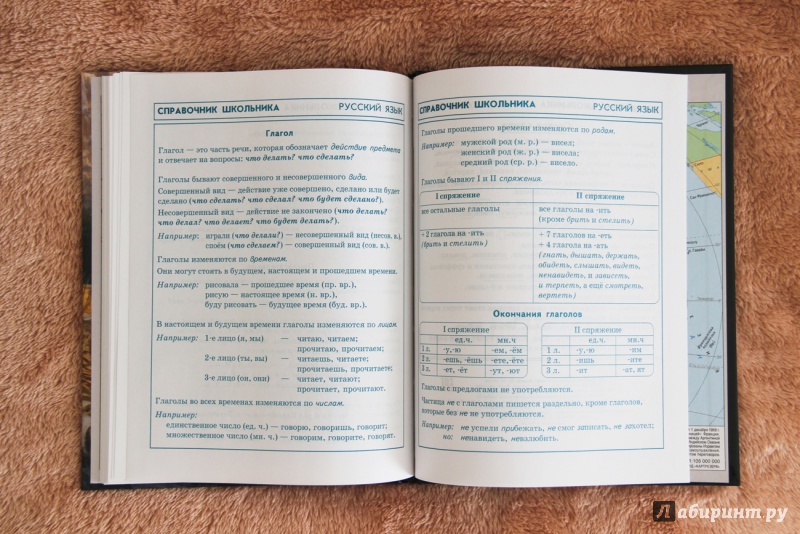 СПРАВОЧНИК ШКОЛЬНИКА РУССКИЙ ЯЗЫК
Глагол
Глагол — это часть речи, которая обозначает действие предмета
и отвечает на вопросы: что делать? что сделать?
Глаголы бывают совершенного и несовершенного вида.
Совершенный вид — действие уже совершено, сделано или будет
сделано (что сделать? что сделал? что будет сделано?).
Несовершенный вид — действие не закончено (что делать?
что делал? что делает? что будет делать?).
Например: играли (что делали?) — несовершенный вид (несов. в.),
споём (что сделаем?) — совершенный вид (сов. в.).
Глаголы изменяются по временам.
Они могут стоять в будущем, настоящем и прошедшем времена.
Например: рисовала — прошедшее время (пр. вр.),
рисую — настоящее время (н. вр.),
буду рисовать — будущее время (буд. вр.).
В настоящем и будущем времени глаголы изменяются по лицам.
Например: 1-е лицо (я, мы) — читаю, читаем;
прочитаю, прочитаем;
2-е лицо (ты, вы) — читаешь, читаете;
прочитаешь, прочитаете;
3-е лицо (он, они) — читает, читают;
прочитает, прочитают.
Глаголы во всех временах изменяются по числам.
Например:
единственное число (ед. ч.) — говорю, говоришь, говорит;
множественное число (мн. ч.) — говорим, говорите, говорят.
СПРАВОЧНИК ШКОЛЬНИКА РУССКИЙ ЯЗЫК
Глаголы прошедшего времени изменяются по родам.
Например: мужской род (м. р.) — висел;
женский род (ж. р.) — висела;
средний род (ср. р.) — висело.
Глаголы бывают I и II спряжения.
I спряжение II спряжение
все остальные глаголы все глаголы на -ить
(кроме брить и стелить)
+ 2 глагола на -ить + 7 глаголов на -еть
(брить и стелить) + 4 глагола на -ать
(гнать, дышать, держать,
обидеть, слышать, видеть,
ненавидеть, и зависеть,
и терпеть, а ещё смотреть,
вертеть)
Окончания глаголов
I спряжение II спряжение
ед.ч. мн.ч ед.ч. мн.ч
1 л. -у,-ю -ем, -ём 1 л. -у,-ю -им
2 л. -ешь, -ёшь -ете,-ёте 2 л. -ишь -ите
3 л. -ет, -ёт -ут, -ют 3 л. -ит -ат, -ят
Глаголы с предлогами не употребляются.
Частица не с глаголами пишется раздельно, кроме глаголов,
которые без не не употребляются.
Например: не успели прибежать, не смог записать, не захотел;
но: ненавидеть, невзлюбить.
Лабиринт.ру